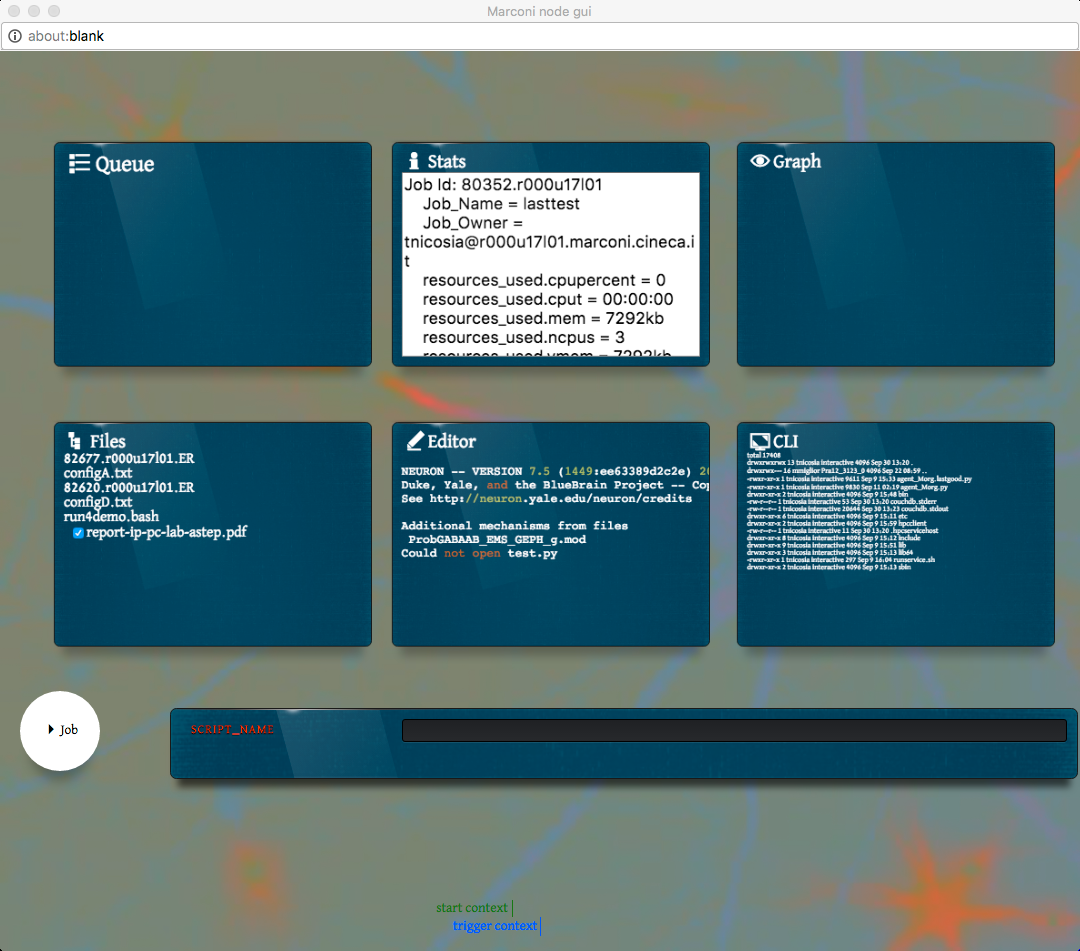 Marconi node gui
about:blank
Queue
Stats
Job Id: 80352.r000u17l01
Job_Name = lasttest
Job_Owner =
tnicosia@r000u17l01.marconi.cineca.i
t
resources_used.cpupercent = 0
resources_used.cput = 00:00:00
resources_used.mem = 7292kb
resources_used.ncpus = 3
resources_used.vmem = 7292kb
Graph
Files
82677.r000u17l01.ER
configA.txt
82620.r000u17l01.ER
configD.txt
run4demo.bash
report-ip-pc-lab-astep.pdf
Editor
NEURON -- VERSION 7.5 (1449:ee63389d2c2e) 20
Duke, Yale, and the BlueBrain Project -- Cop
See http://neuron.yale.edu/neuron/credits
Additional mechanisms from files
ProbGABAAB_EMS_GEPH_g.mod
Could not open test.py
CLI
total 17408
drwxrwxrwx 13 tnicosia interactive 4096 Sep 30 13:20 .
drwxrwx--- 16 mmiglior Pra12_3123_0 4096 Sep 22 08:59 ..
-rwxr-xr-x 1 tnicosia interactive 9611 Sep 9 15:33 agent_Morg.lastgood.py
-rwxr-xr-x 1 tnicosia interactive 9830 Sep 11 02:19 agent_Morg.py
drwxr-xr-x 2 tnicosia interactive 4096 Sep 9 15:48 bin
-rw-r--r-- 1 tnicosia interactive 53 Sep 30 13:20 couchdb.stderr
-rw-r--r-- 1 tnicosia interactive 20644 Sep 30 13:23 couchdb.stdout
drwxr-xr-x 6 tnicosia interactive 4096 Sep 9 15:11 etc
drwxr-xr-x 2 tnicosia interactive 4096 Sep 9 15:59 hpcclient
-rw-r--r-- 1 tnicosia interactive 11 Sep 30 13:20 .hpcservicehost
drwxr-xr-x 8 tnicosia interactive 4096 Sep 9 15:12 include
drwxr-xr-x 9 tnicosia interactive 4096 Sep 9 15:51 lib
drwxr-xr-x 3 tnicosia interactive 4096 Sep 9 15:13 lib64
-rwxr-xr-x 1 tnicosia interactive 297 Sep 9 16:04 runservice.sh
drwxr-xr-x 2 tnicosia interactive 4096 Sep 9 15:13 sbin
Job
SCRIPT_NAME
start context
trigger context